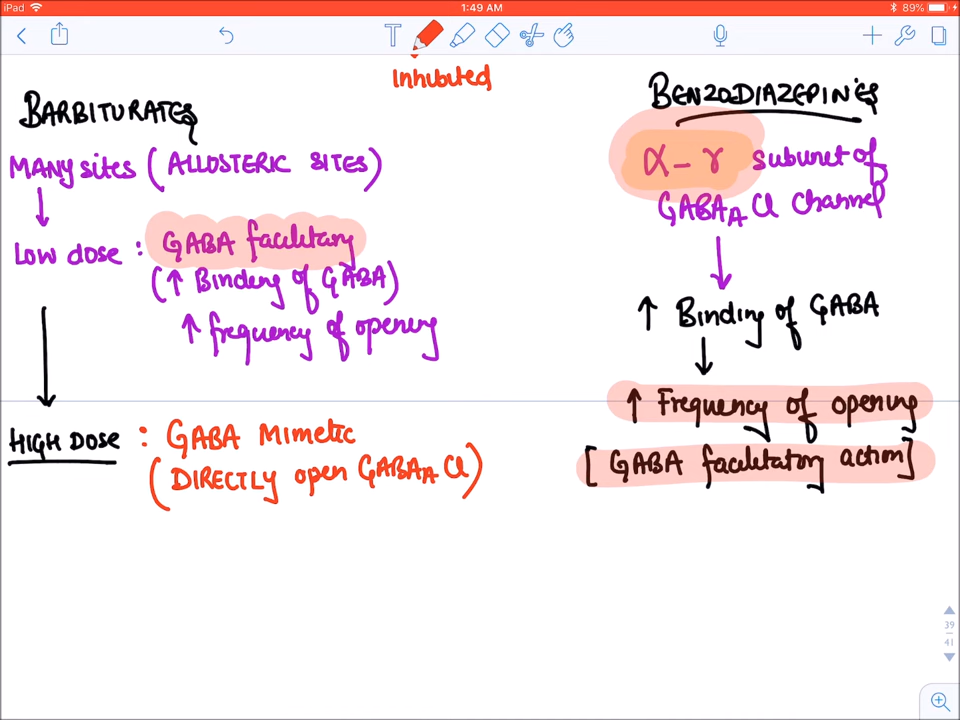 iPad
1:49 AM
89%
Inhibited
BARBITURATES
MANY sites (ALLOSTERIC SITES)
Low dose : GABA facilitary
(↑ Binding of GABA)
↑ frequency of opening
HIGH DOSE : GABA Mimetic
(DIRECTLY open GABAA Cl)
BENZODIAZEPINES
α - γ subunet of
GABAA Cl channel
↑ Binding of GABA
↑ Frequency of opening
[GABA facilitatory action]
39
41